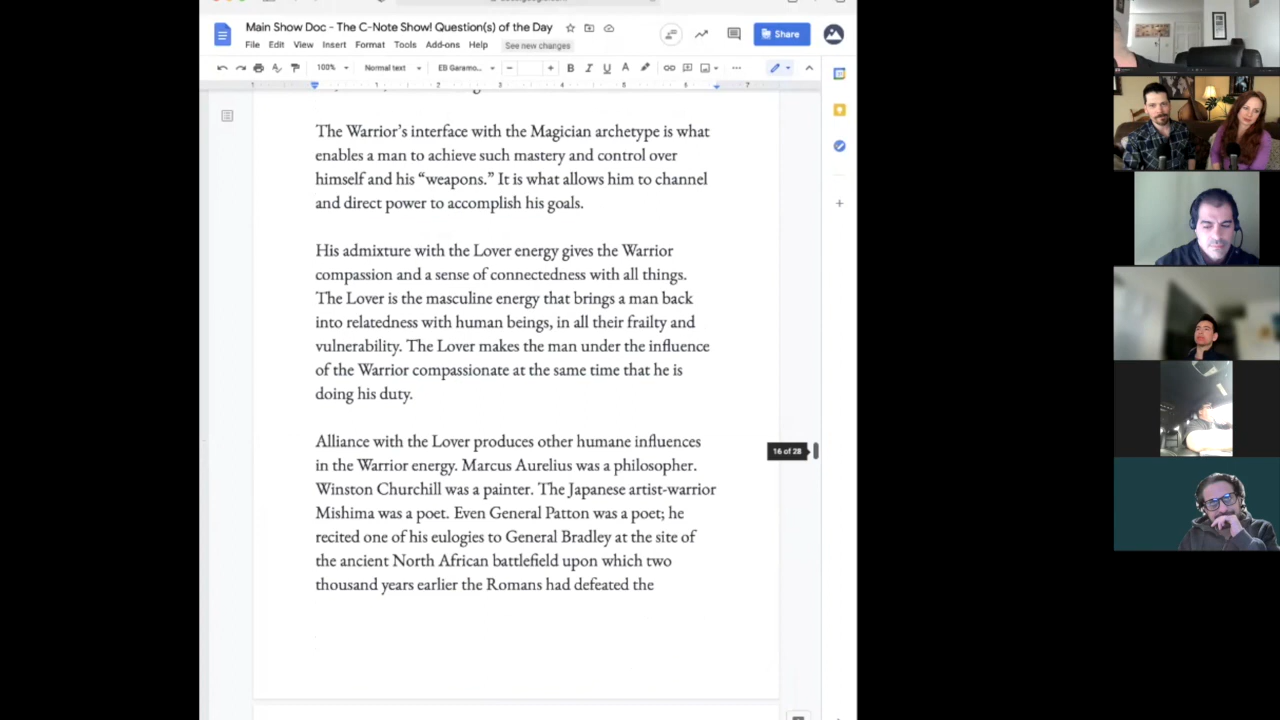 Main Show Doc - The C-Note Show! Question(s) of the Day
Share
File Edit View Insert Format Tools Add-ons Help See new changes
100% Normal text EB Garamo... B I U A
1 1 2 3 4 5 6 7
The Warrior’s interface with the Magician archetype is what
enables a man to achieve such mastery and control over
himself and his “weapons.” It is what allows him to channel
and direct power to accomplish his goals.
His admixture with the Lover energy gives the Warrior
compassion and a sense of connectedness with all things.
The Lover is the masculine energy that brings a man back
into relatedness with human beings, in all their frailty and
vulnerability. The Lover makes the man under the influence
of the Warrior compassionate at the same time that he is
doing his duty.
Alliance with the Lover produces other humane influences
in the Warrior energy. Marcus Aurelius was a philosopher.
Winston Churchill was a painter. The Japanese artist-warrior
Mishima was a poet. Even General Patton was a poet; he
recited one of his eulogies to General Bradley at the site of
the ancient North African battlefield upon which two
thousand years earlier the Romans had defeated the
16 of 28